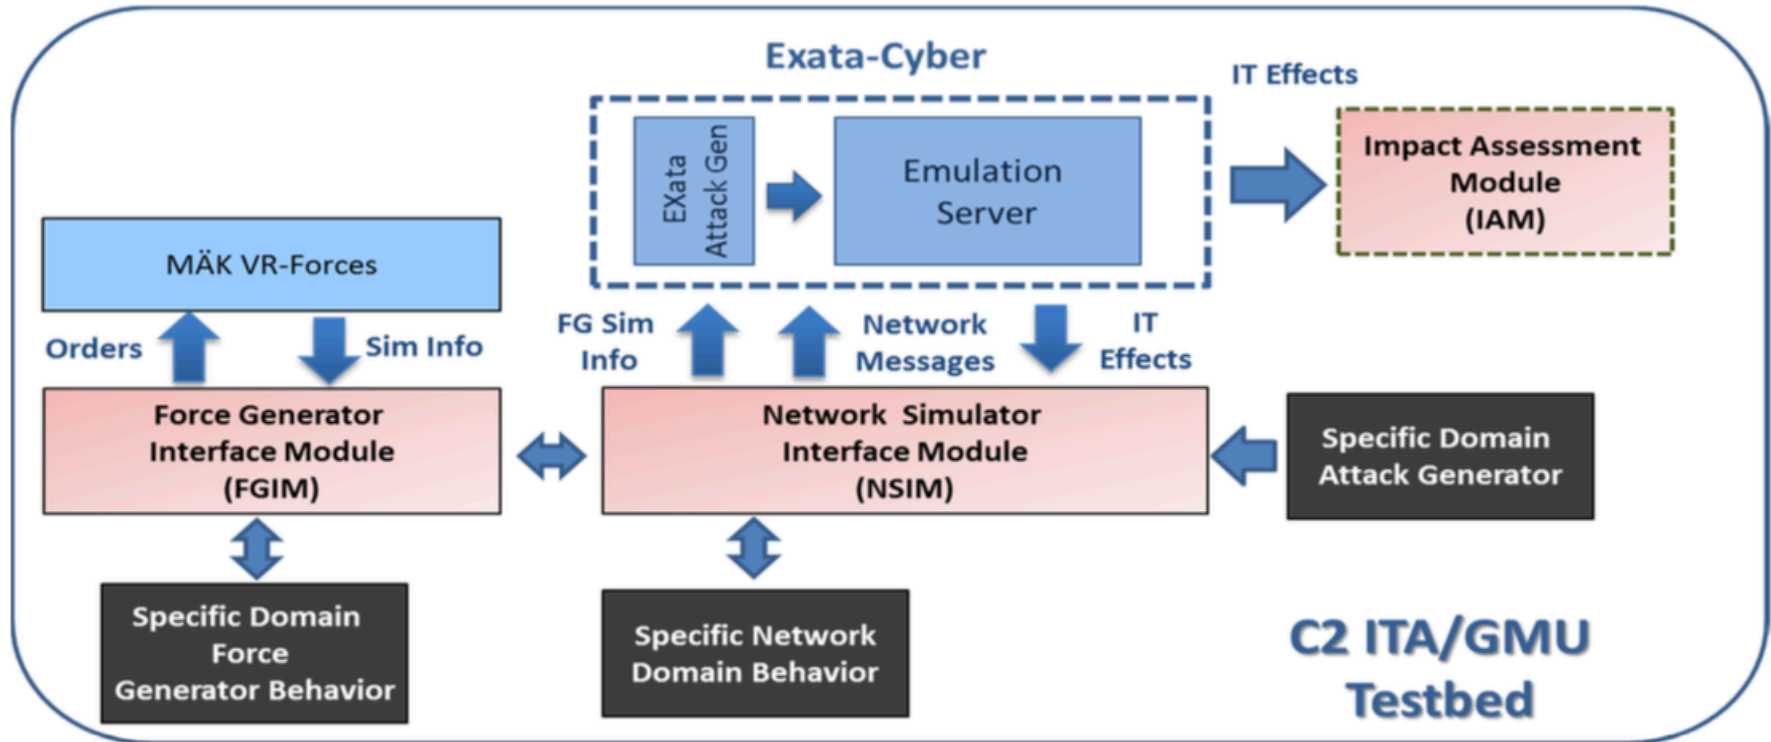 Exata-Cyber
IT Effects
EXata
Attack Gen
Emulation
Server
Impact Assessment
Module
(IAM)
MÄK VR-Forces
Orders
Sim Info
FG Sim
Info
Network
Messages
IT
Effects
Force Generator
Interface Module
(FGIM)
Network Simulator
Interface Module
(NSIM)
Specific Domain
Attack Generator
Specific Domain
Force
Generator Behavior
Specific Network
Domain Behavior
C2 ITA/GMU
Testbed